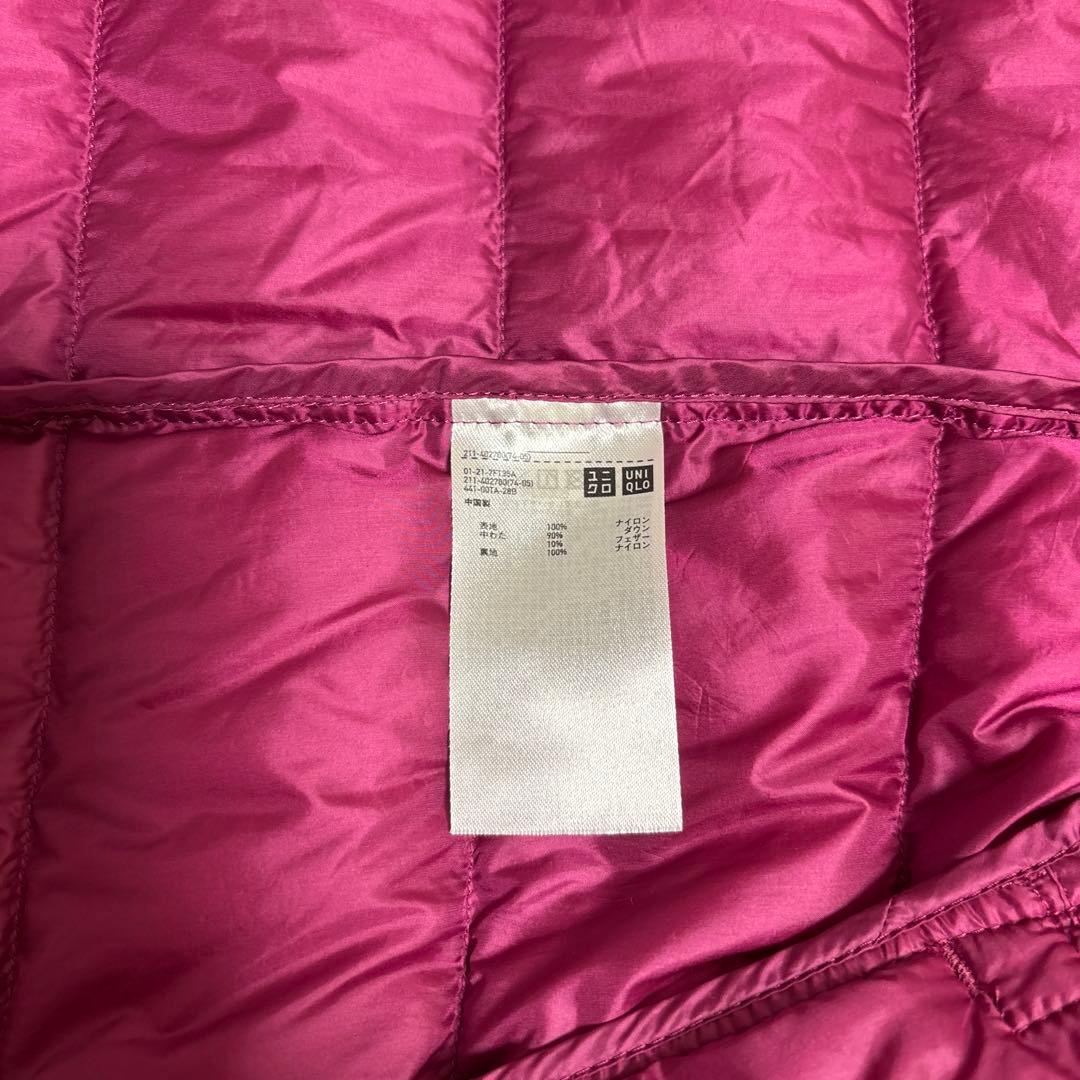 211-402780(74-05)
01-21-7F135A
211-402780(74-05)
441-001A-28B
ユニクロ
UNIQLO
中国製
表地 100% ナイロン
中わた 90% ダウン
10% フェザー
裏地 100% ナイロン